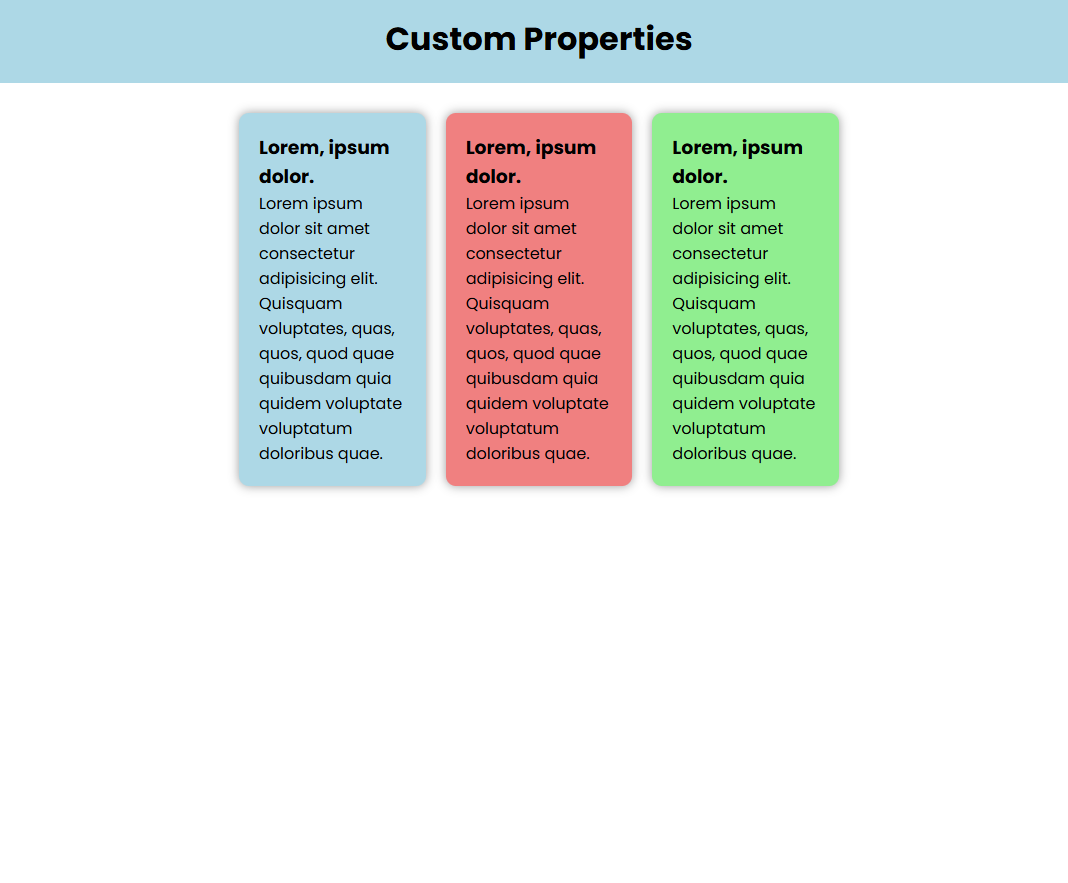 Custom Properties
Lorem, ipsum
dolor.
Lorem ipsum
dolor sit amet
consectetur
adipisicing elit.
Quisquam
voluptates, quas,
quos, quod quae
quibusdam quia
quidem voluptate
voluptatum
doloribus quae.
Lorem, ipsum
dolor.
Lorem ipsum
dolor sit amet
consectetur
adipisicing elit.
Quisquam
voluptates, quas,
quos, quod quae
quibusdam quia
quidem voluptate
voluptatum
doloribus quae.
Lorem, ipsum
dolor.
Lorem ipsum
dolor sit amet
consectetur
adipisicing elit.
Quisquam
voluptates, quas,
quos, quod quae
quibusdam quia
quidem voluptate
voluptatum
doloribus quae.